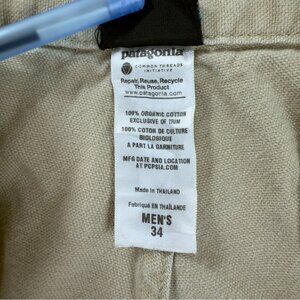 patagonia
COMMON THREADS
INITIATIVE
Repair, Reuse, Recycle
This Product
www.patagonia.com
100% ORGANIC COTTON
EXCLUSIVE OF TRIM
100% COTON DE CULTURE
BIOLOGIQUE
A PART LA GARNITURE
MFG DATE AND LOCATION
AT PCPSIA.COM
Made in THAILAND
Fabriqué EN THAÏLANDE
MEN'S
34